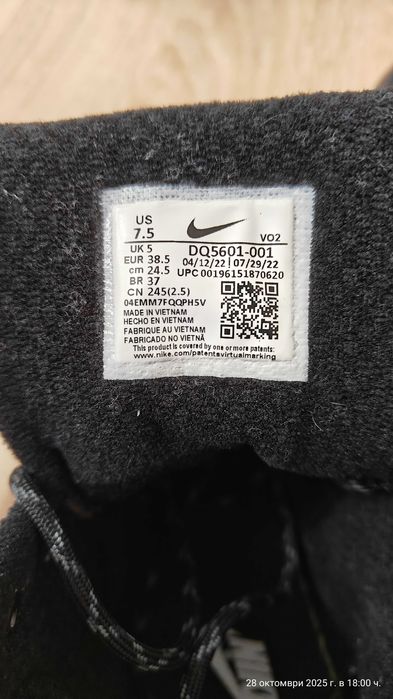 US
7.5
VO2
UK 5
DQ5601-001
EUR 38.5
04/12/22 | 07/29/22
cm 24.5
UPC 00196151870620
CN 245(2.5)
BR 37
04EMM7FQQPH5V
MADE IN VIETNAM
HECHO EN VIETNAM
FABRIQUE AU VIETNAM
FABRICADO NO VIETNÃ
This product is covered by one or more patents:
www.nike.com/patentsvirtualmarking
28 октомври 2025 г. в 18:00 ч.